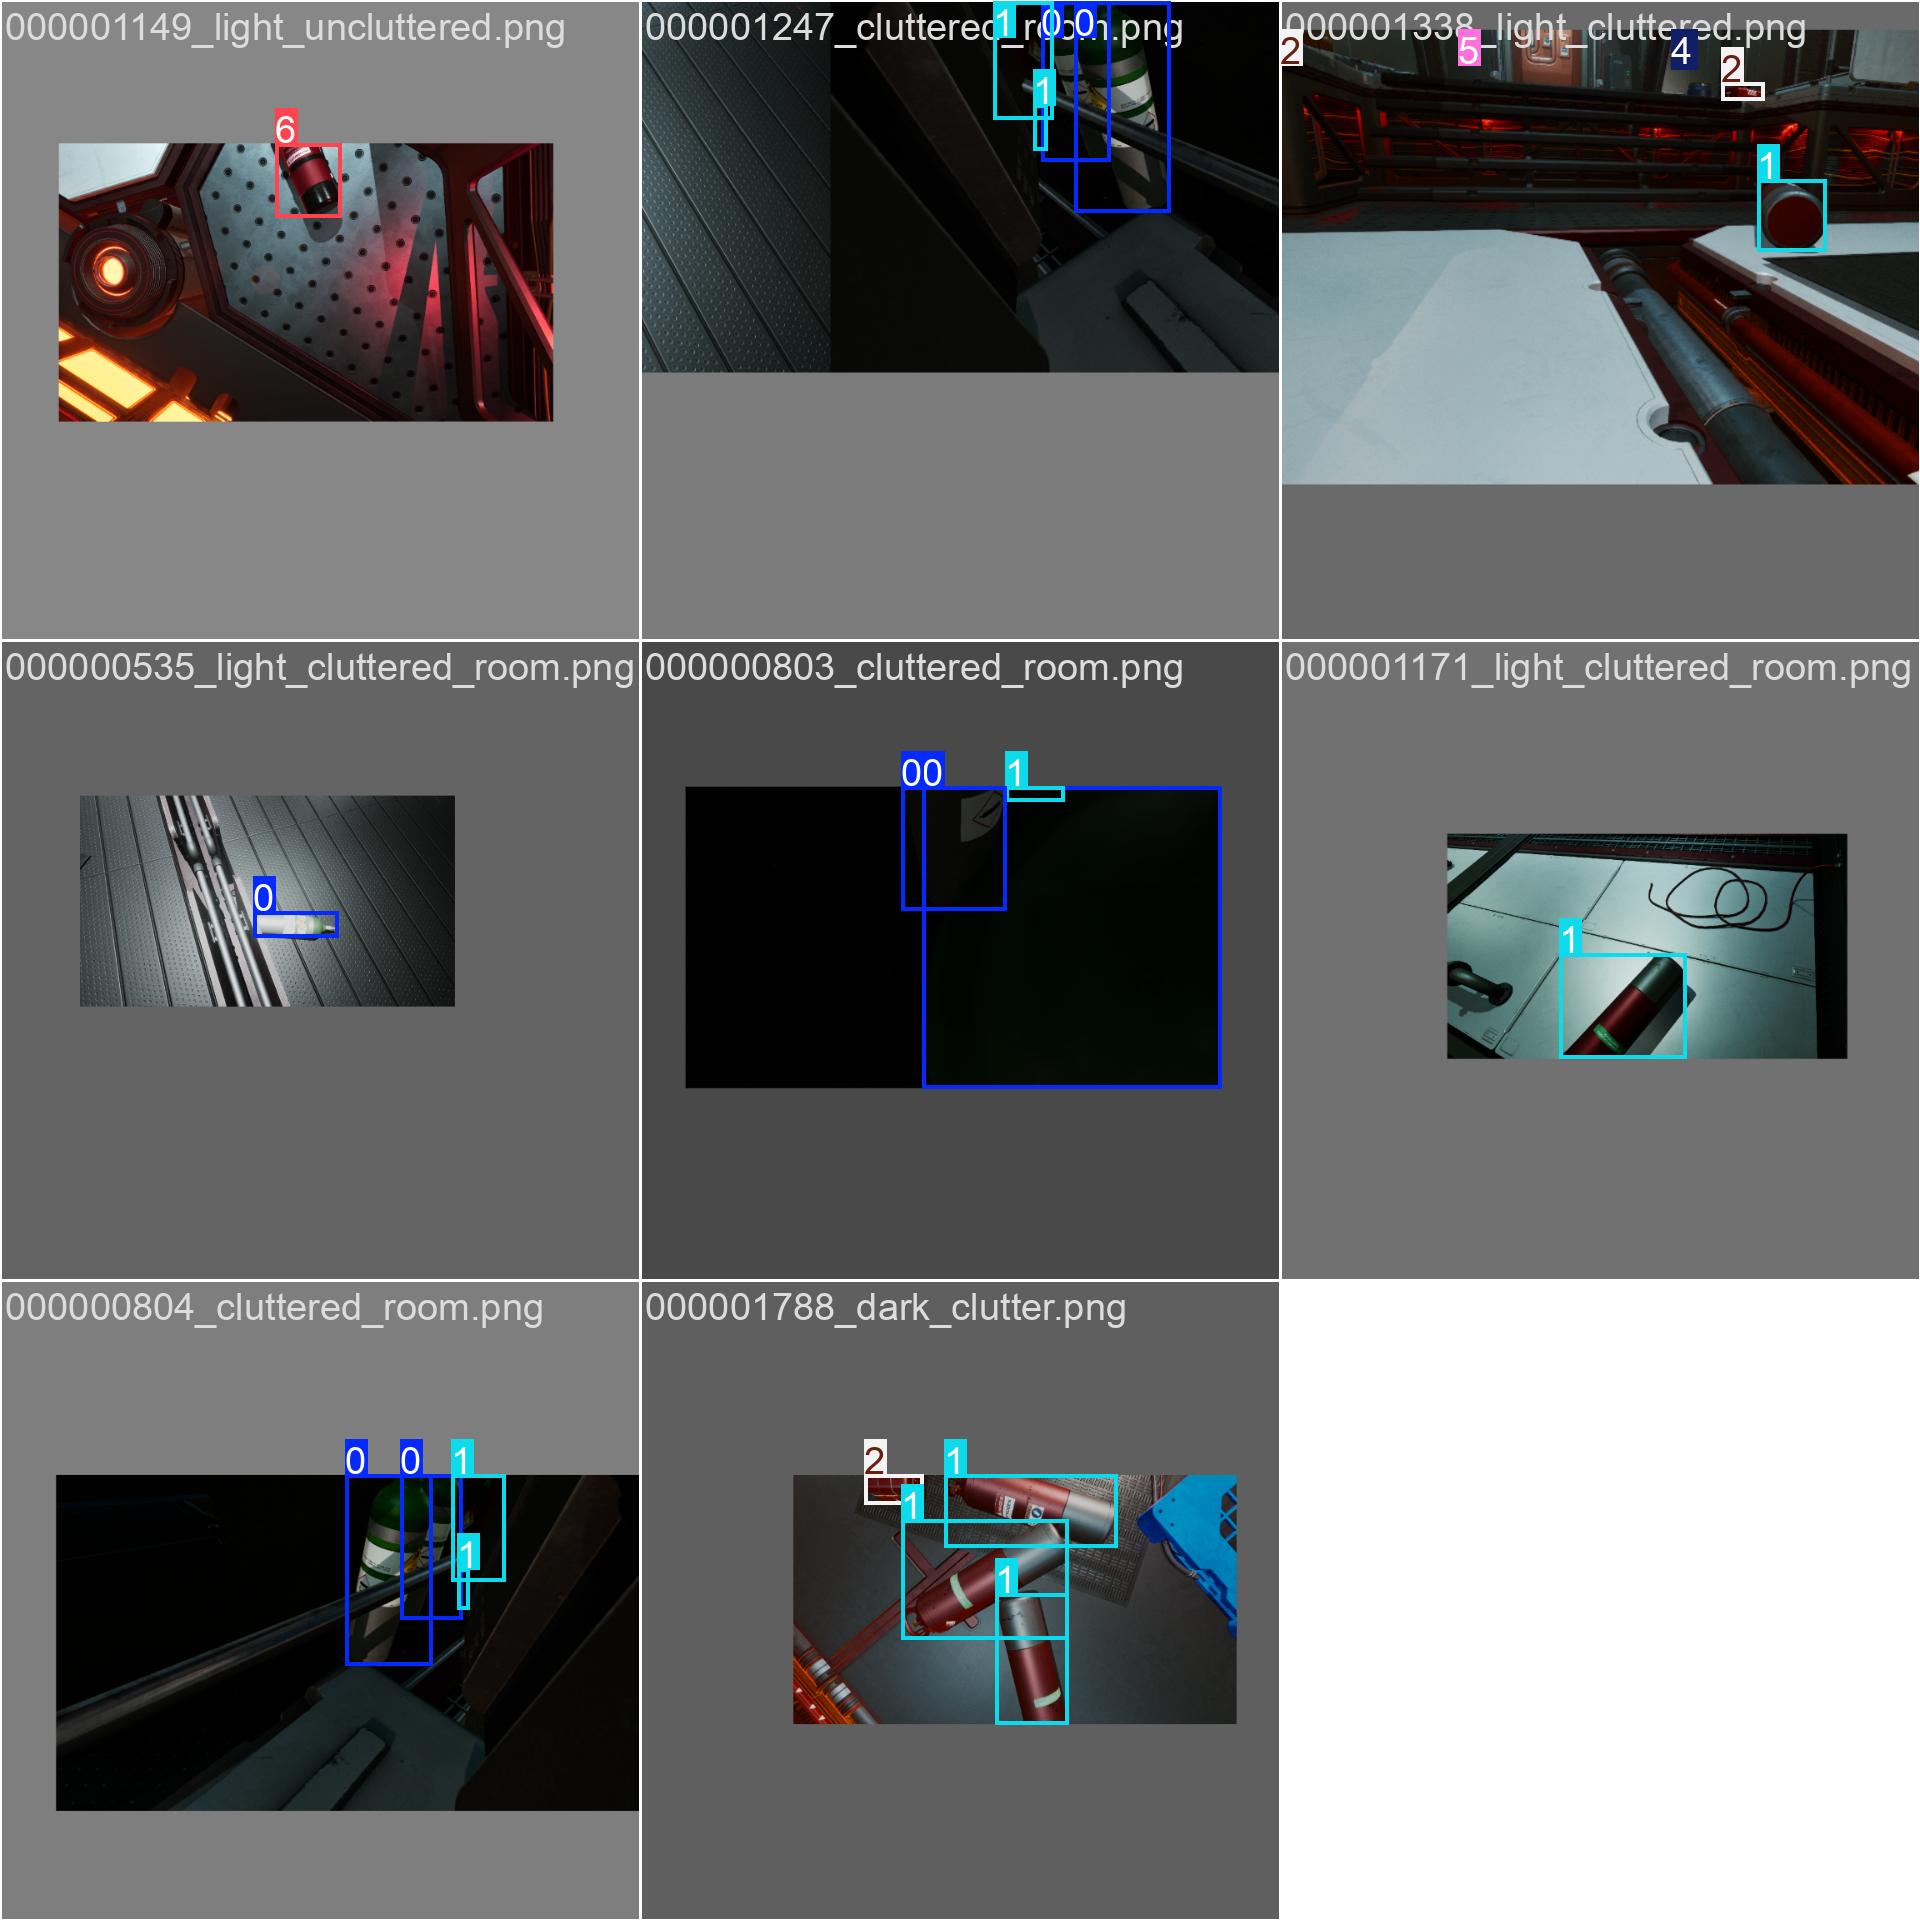 000001149_light_uncluttered.png
6
000001247_cluttered_room.png
1
0
0
1
000001338_light_cluttered.png
2
5
4
2
1
000000535_light_cluttered_room.png
0
000000803_cluttered_room.png
00
1
000001171_light_cluttered_room.png
1
000000804_cluttered_room.png
0
0
1
1
000001788_dark_clutter.png
2
1
1
1